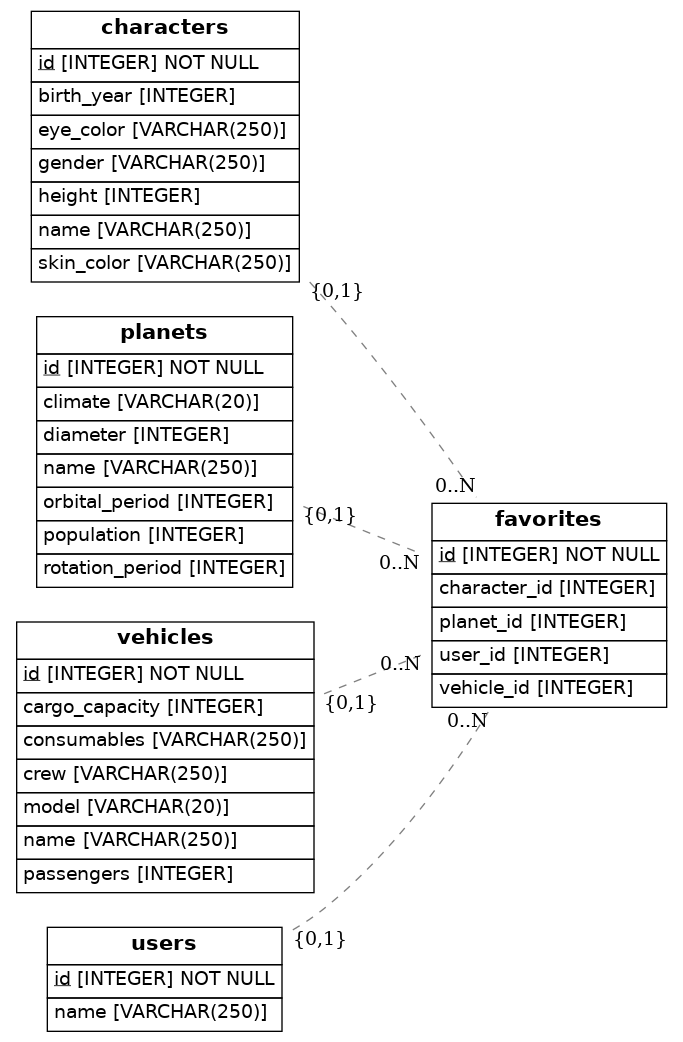 characters
id [INTEGER] NOT NULL
birth_year [INTEGER]
eye_color [VARCHAR(250)]
gender [VARCHAR(250)]
height [INTEGER]
name [VARCHAR(250)]
skin_color [VARCHAR(250)]
{0,1}
planets
id [INTEGER] NOT NULL
climate [VARCHAR(20)]
diameter [INTEGER]
name [VARCHAR(250)]
orbital_period [INTEGER]
population [INTEGER]
rotation_period [INTEGER]
{0,1}
0..N
0..N
favorites
id [INTEGER] NOT NULL
character_id [INTEGER]
planet_id [INTEGER]
user_id [INTEGER]
vehicle_id [INTEGER]
0..N
0..N
vehicles
id [INTEGER] NOT NULL
cargo_capacity [INTEGER]
consumables [VARCHAR(250)]
crew [VARCHAR(250)]
model [VARCHAR(20)]
name [VARCHAR(250)]
passengers [INTEGER]
{0,1}
users
id [INTEGER] NOT NULL
name [VARCHAR(250)]
{0,1}